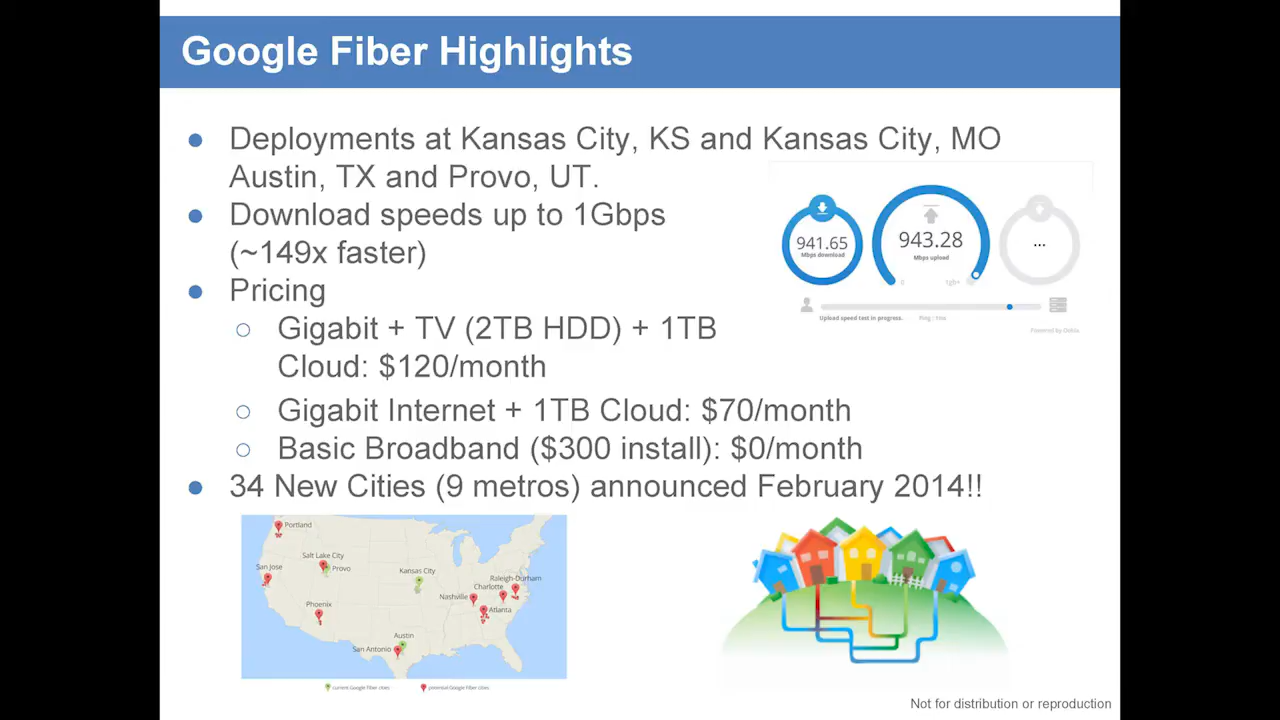 Google Fiber Highlights
● Deployments at Kansas City, KS and Kansas City, MO
Austin, TX and Provo, UT.
● Download speeds up to 1Gbps
(~149x faster)
● Pricing
○ Gigabit + TV (2TB HDD) + 1TB
Cloud: $120/month
○ Gigabit Internet + 1TB Cloud: $70/month
○ Basic Broadband ($300 install): $0/month
● 34 New Cities (9 metros) announced February 2014!!
941.65
Mbps download
943.28
Mbps upload
0
1gb+
...
Upload speed test in progress.
Powered by Ookla
Portland
Salt Lake City
Provo
San Jose
Kansas City
Raleigh-Durham
Charlotte
Nashville
Phoenix
Atlanta
Austin
San Antonio
current Google Fiber cities
potential Google Fiber cities
Not for distribution or reproduction